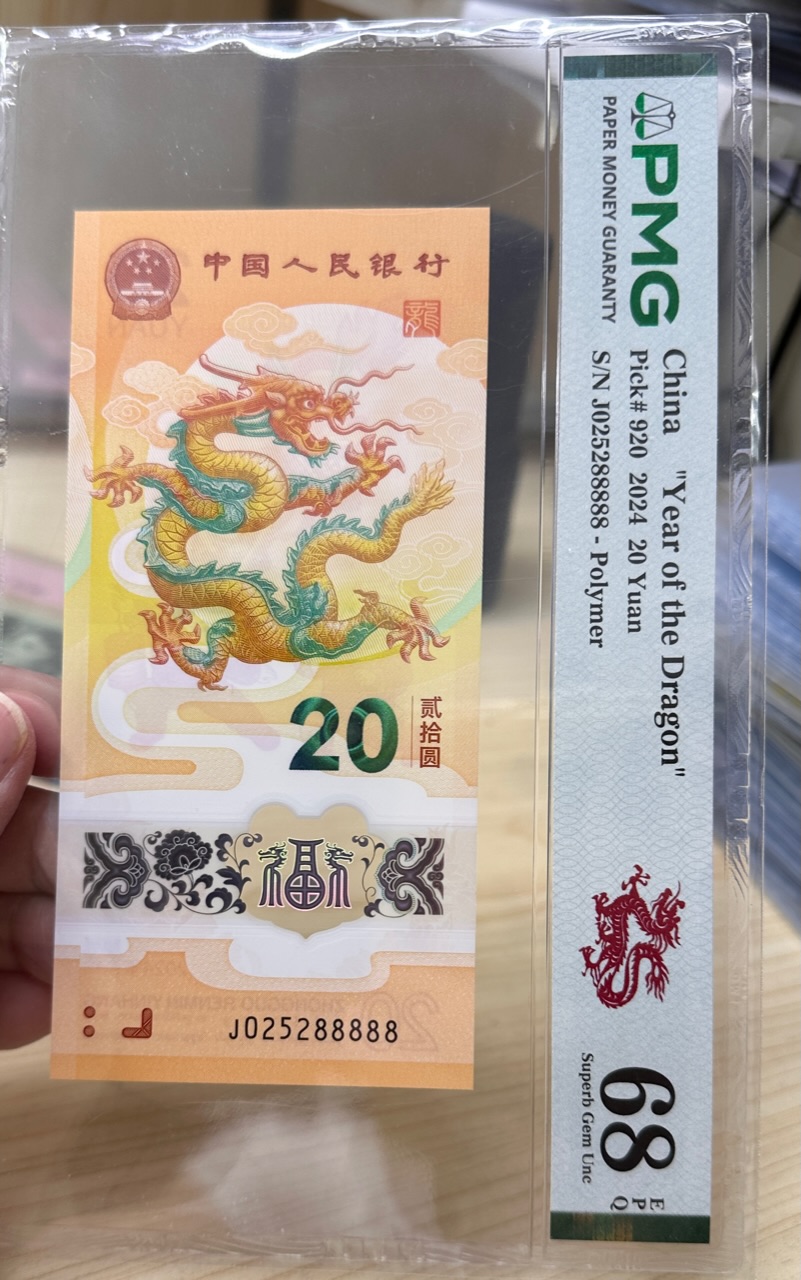 中国人民银行
龍
20
贰拾圆
福
J025288888
PMG
PAPER MONEY GUARANTY
China "Year of the Dragon"
Pick# 920 2024 20 Yuan
S/N J025288888 - Polymer
68
EPQ
Superb Gem Unc